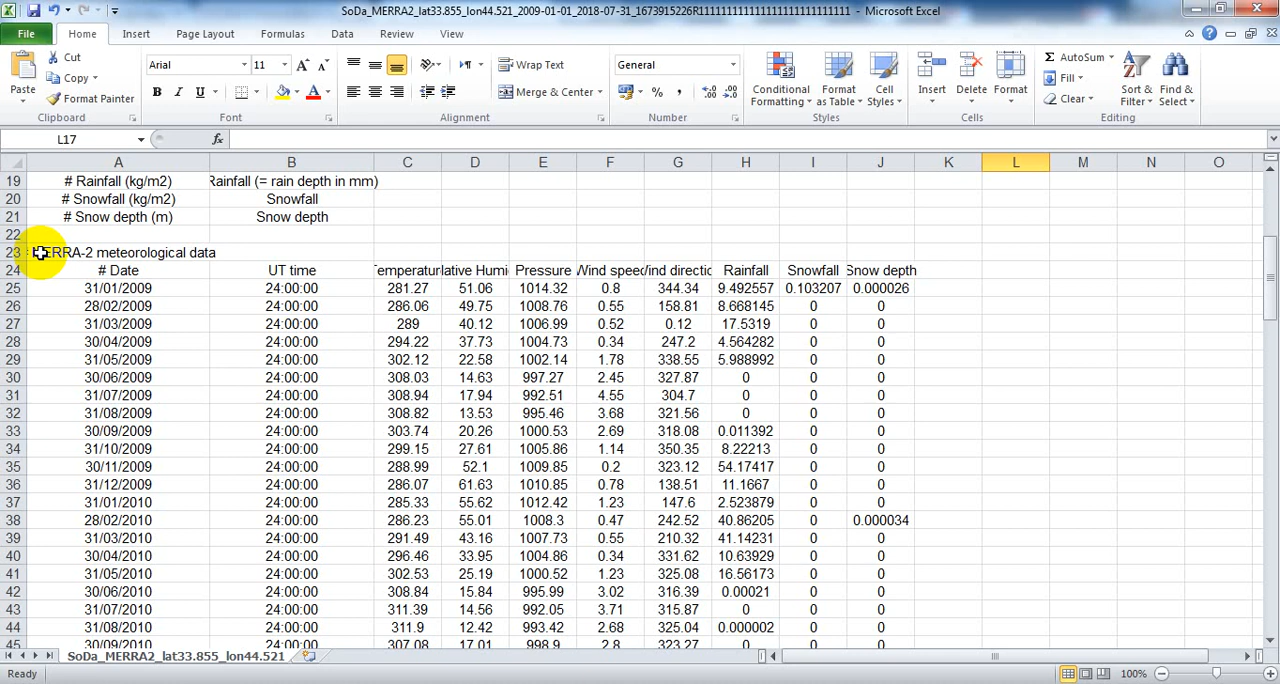 SoDa_MERRA2_lat33.855_lon44.521_2009-01-01_2018-07-31_1673915226R11111111111111111111111111111 - Microsoft Excel
File Home Insert Page Layout Formulas Data Review View
Paste Cut Copy Format Painter Clipboard
Arial 11 Font
Wrap Text Merge & Center Alignment
General Number
Conditional Formatting Format as Table Cell Styles Styles
Insert Delete Format Cells
AutoSum Fill Clear Sort & Filter Find & Select Editing
L17 fx
A B C D E F G H I J K L M N O
19 # Rainfall (kg/m2) Rainfall (= rain depth in mm)
20 # Snowfall (kg/m2) Snowfall
21 # Snow depth (m) Snow depth
22
23 MERRA-2 meteorological data
24 # Date UT time Temperatur lative Humi Pressure Wind spee Vind directio Rainfall Snowfall Snow depth
25 31/01/2009 24:00:00 281.27 51.06 1014.32 0.8 344.34 9.492557 0.103207 0.000026
26 28/02/2009 24:00:00 286.06 49.75 1008.76 0.55 158.81 8.668145 0 0
27 31/03/2009 24:00:00 289 40.12 1006.99 0.52 0.12 17.5319 0 0
28 30/04/2009 24:00:00 294.22 37.73 1004.73 0.34 247.2 4.564282 0 0
29 31/05/2009 24:00:00 302.12 22.58 1002.14 1.78 338.55 5.988992 0 0
30 30/06/2009 24:00:00 308.03 14.63 997.27 2.45 327.87 0 0 0
31 31/07/2009 24:00:00 308.94 17.94 992.51 4.55 304.7 0 0 0
32 31/08/2009 24:00:00 308.82 13.53 995.46 3.68 321.56 0 0 0
33 30/09/2009 24:00:00 303.74 20.26 1000.53 2.69 318.08 0.011392 0 0
34 31/10/2009 24:00:00 299.15 27.61 1005.86 1.14 350.35 8.22213 0 0
35 30/11/2009 24:00:00 288.99 52.1 1009.85 0.2 323.12 54.17417 0 0
36 31/12/2009 24:00:00 286.07 61.63 1010.85 0.78 138.51 11.1667 0 0
37 31/01/2010 24:00:00 285.33 55.62 1012.42 1.23 147.6 2.523879 0 0
38 28/02/2010 24:00:00 286.23 55.01 1008.3 0.47 242.52 40.86205 0 0.000034
39 31/03/2010 24:00:00 291.49 43.16 1007.73 0.55 210.32 41.14231 0 0
40 30/04/2010 24:00:00 296.46 33.95 1004.86 0.34 331.62 10.63929 0 0
41 31/05/2010 24:00:00 302.53 25.19 1000.52 1.23 325.08 16.56173 0 0
42 30/06/2010 24:00:00 308.84 15.84 995.99 3.02 316.39 0.00021 0 0
43 31/07/2010 24:00:00 311.39 14.56 992.05 3.71 315.87 0 0 0
44 31/08/2010 24:00:00 311.9 12.42 993.42 2.68 325.04 0.000002 0 0
45 30/09/2010 24:00:00 307.08 17.01 998.9 2.8 323.27 0 0 0
SoDa_MERRA2_lat33.855_lon44.521
Ready 100%